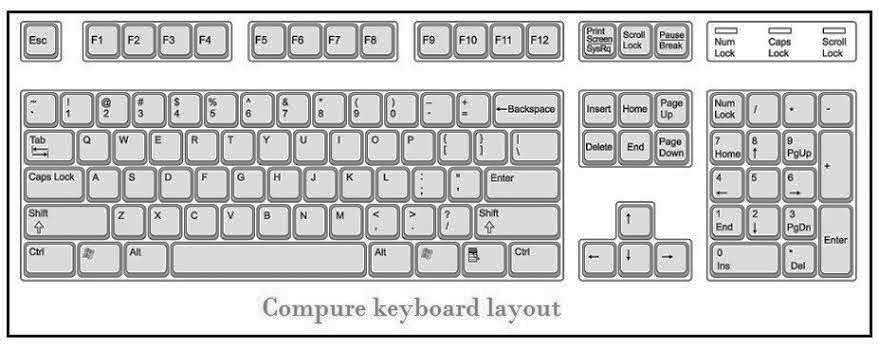 Esc F1 F2 F3 F4 F5 F6 F7 F8 F9 F10 F11 F12 Print Screen SysRq Scroll Lock Pause Break Num Lock Caps Lock Scroll Lock
~ ` ! 1 @ 2 # 3 $ 4 % 5 ^ 6 & 7 * 8 ( 9 ) 0 _ - + = ←Backspace Insert Home Page Up Num Lock / * -
Tab Q W E R T Y U I O P { [ } ] | \ Delete End Page Down 7 Home 8 ↑ 9 PgUp +
Caps Lock A S D F G H J K L : ; " ' Enter 4 ← 5 6 →
Shift Z X C V B N M < , > . ? / Shift ↑ 1 End 2 ↓ 3 PgDn Enter
Ctrl Alt Alt Ctrl ← ↓ → 0 Ins . Del
Compure keyboard layout